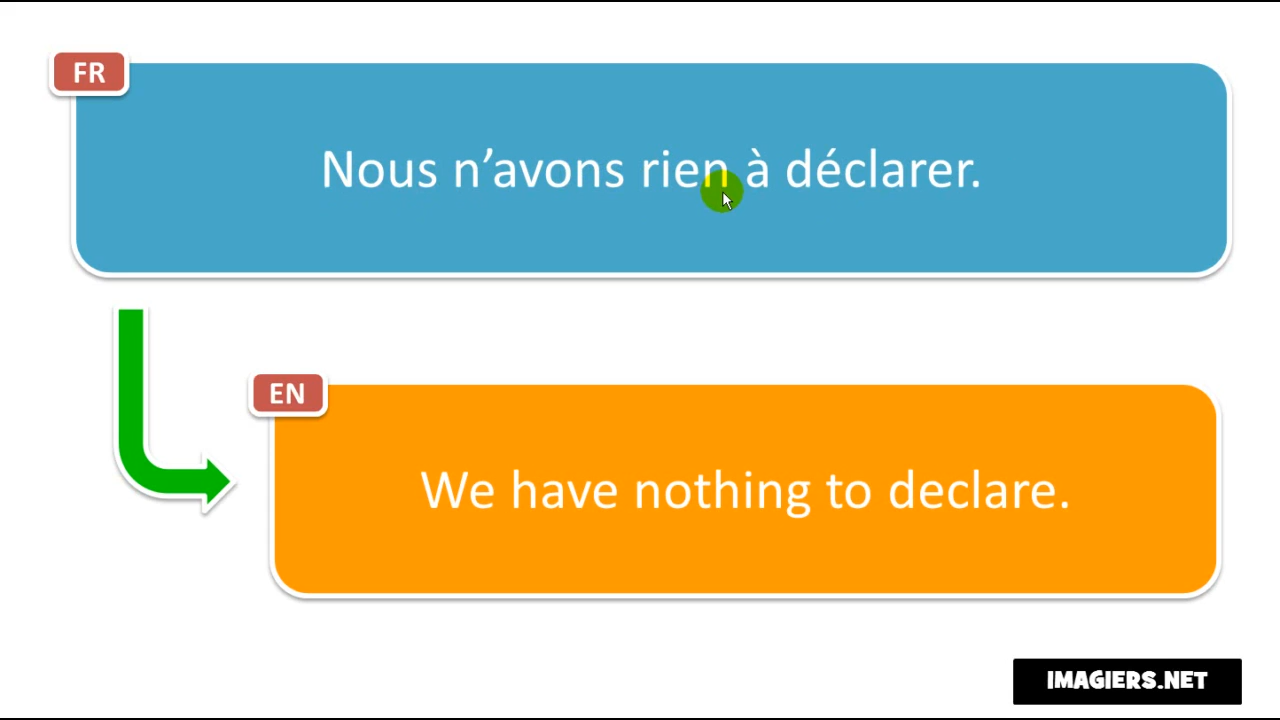 FR
Nous n’avons rien à déclarer.
EN
We have nothing to declare.
IMAGIERS.NET